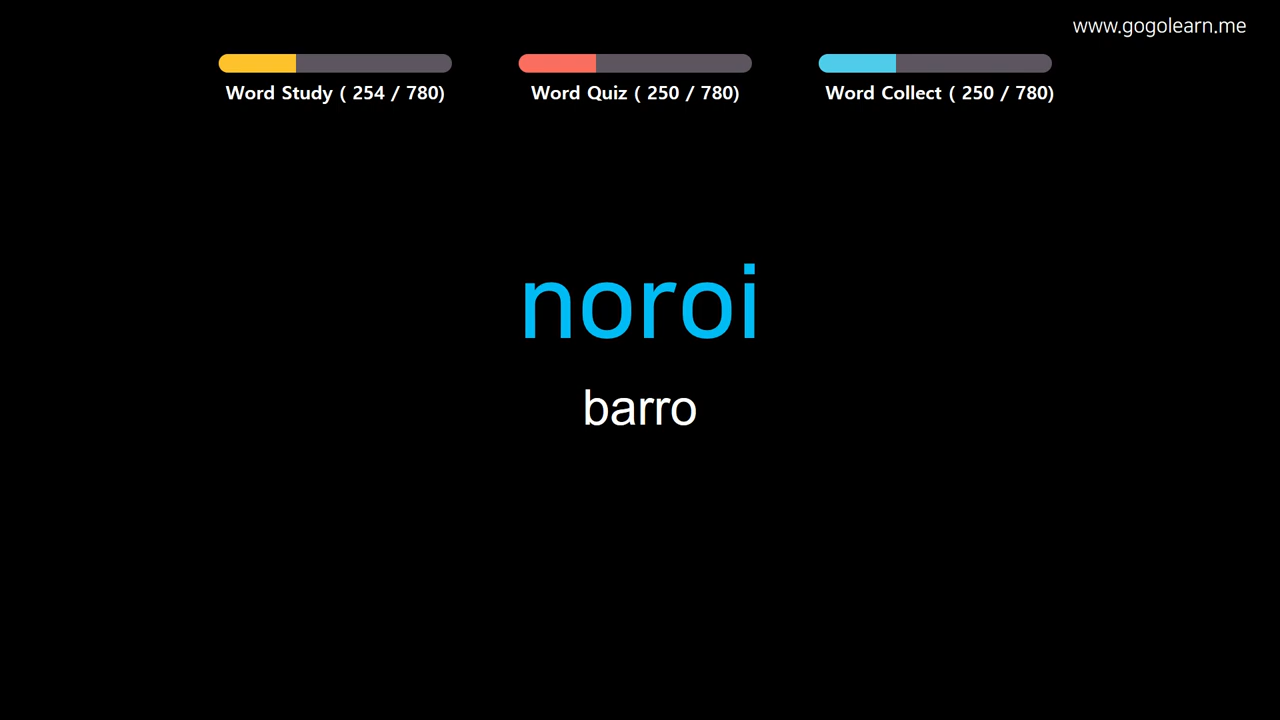 www.gogolearn.me
Word Study ( 254 / 780)
Word Quiz ( 250 / 780)
Word Collect ( 250 / 780)
noroi
barro